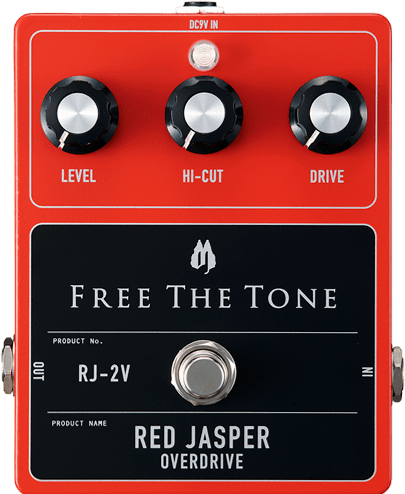 DC9V IN
LEVEL HI-CUT DRIVE
FREE THE TONE
PRODUCT No.
RJ-2V
OUT IN
PRODUCT NAME
RED JASPER
OVERDRIVE